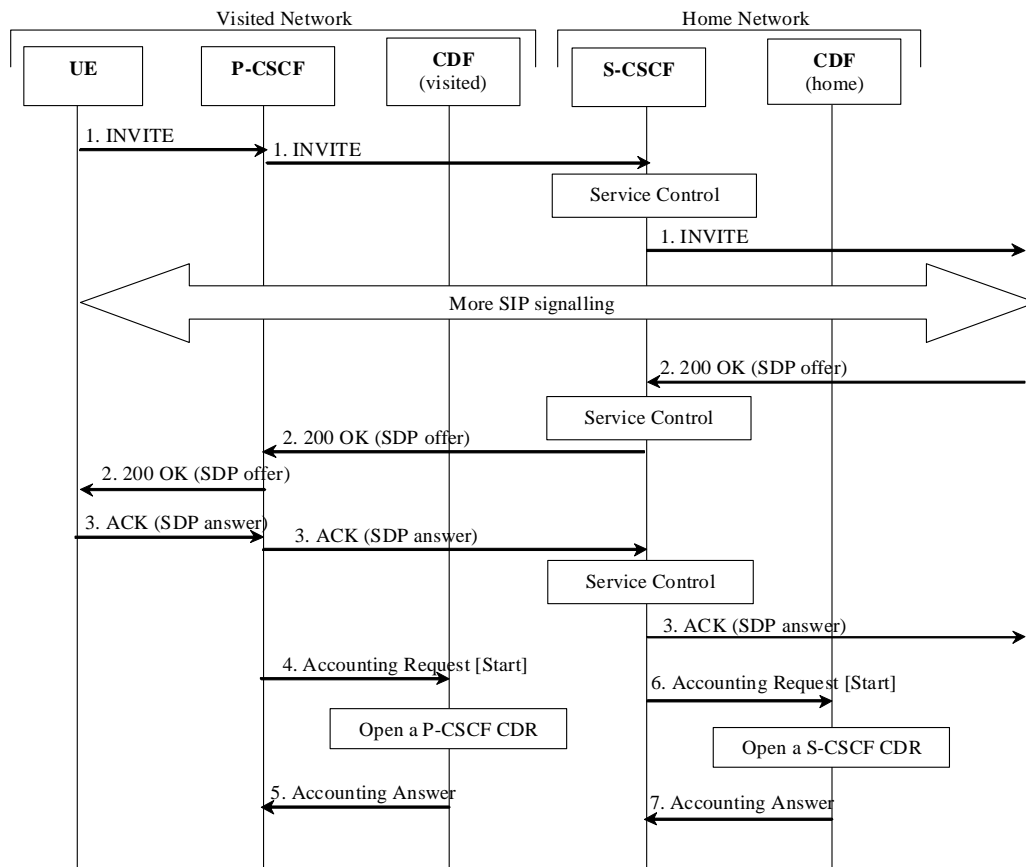 Visited Network
Home Network
UE
P-CSCF
CDF
(visited)
S-CSCF
CDF
(home)
1. INVITE
1. INVITE
Service Control
1. INVITE
More SIP signalling
2. 200 OK (SDP offer)
Service Control
2. 200 OK (SDP offer)
2. 200 OK (SDP offer)
3. ACK (SDP answer)
3. ACK (SDP answer)
Service Control
3. ACK (SDP answer)
4. Accounting Request [Start]
6. Accounting Request [Start]
Open a P-CSCF CDR
Open a S-CSCF CDR
5. Accounting Answer
7. Accounting Answer